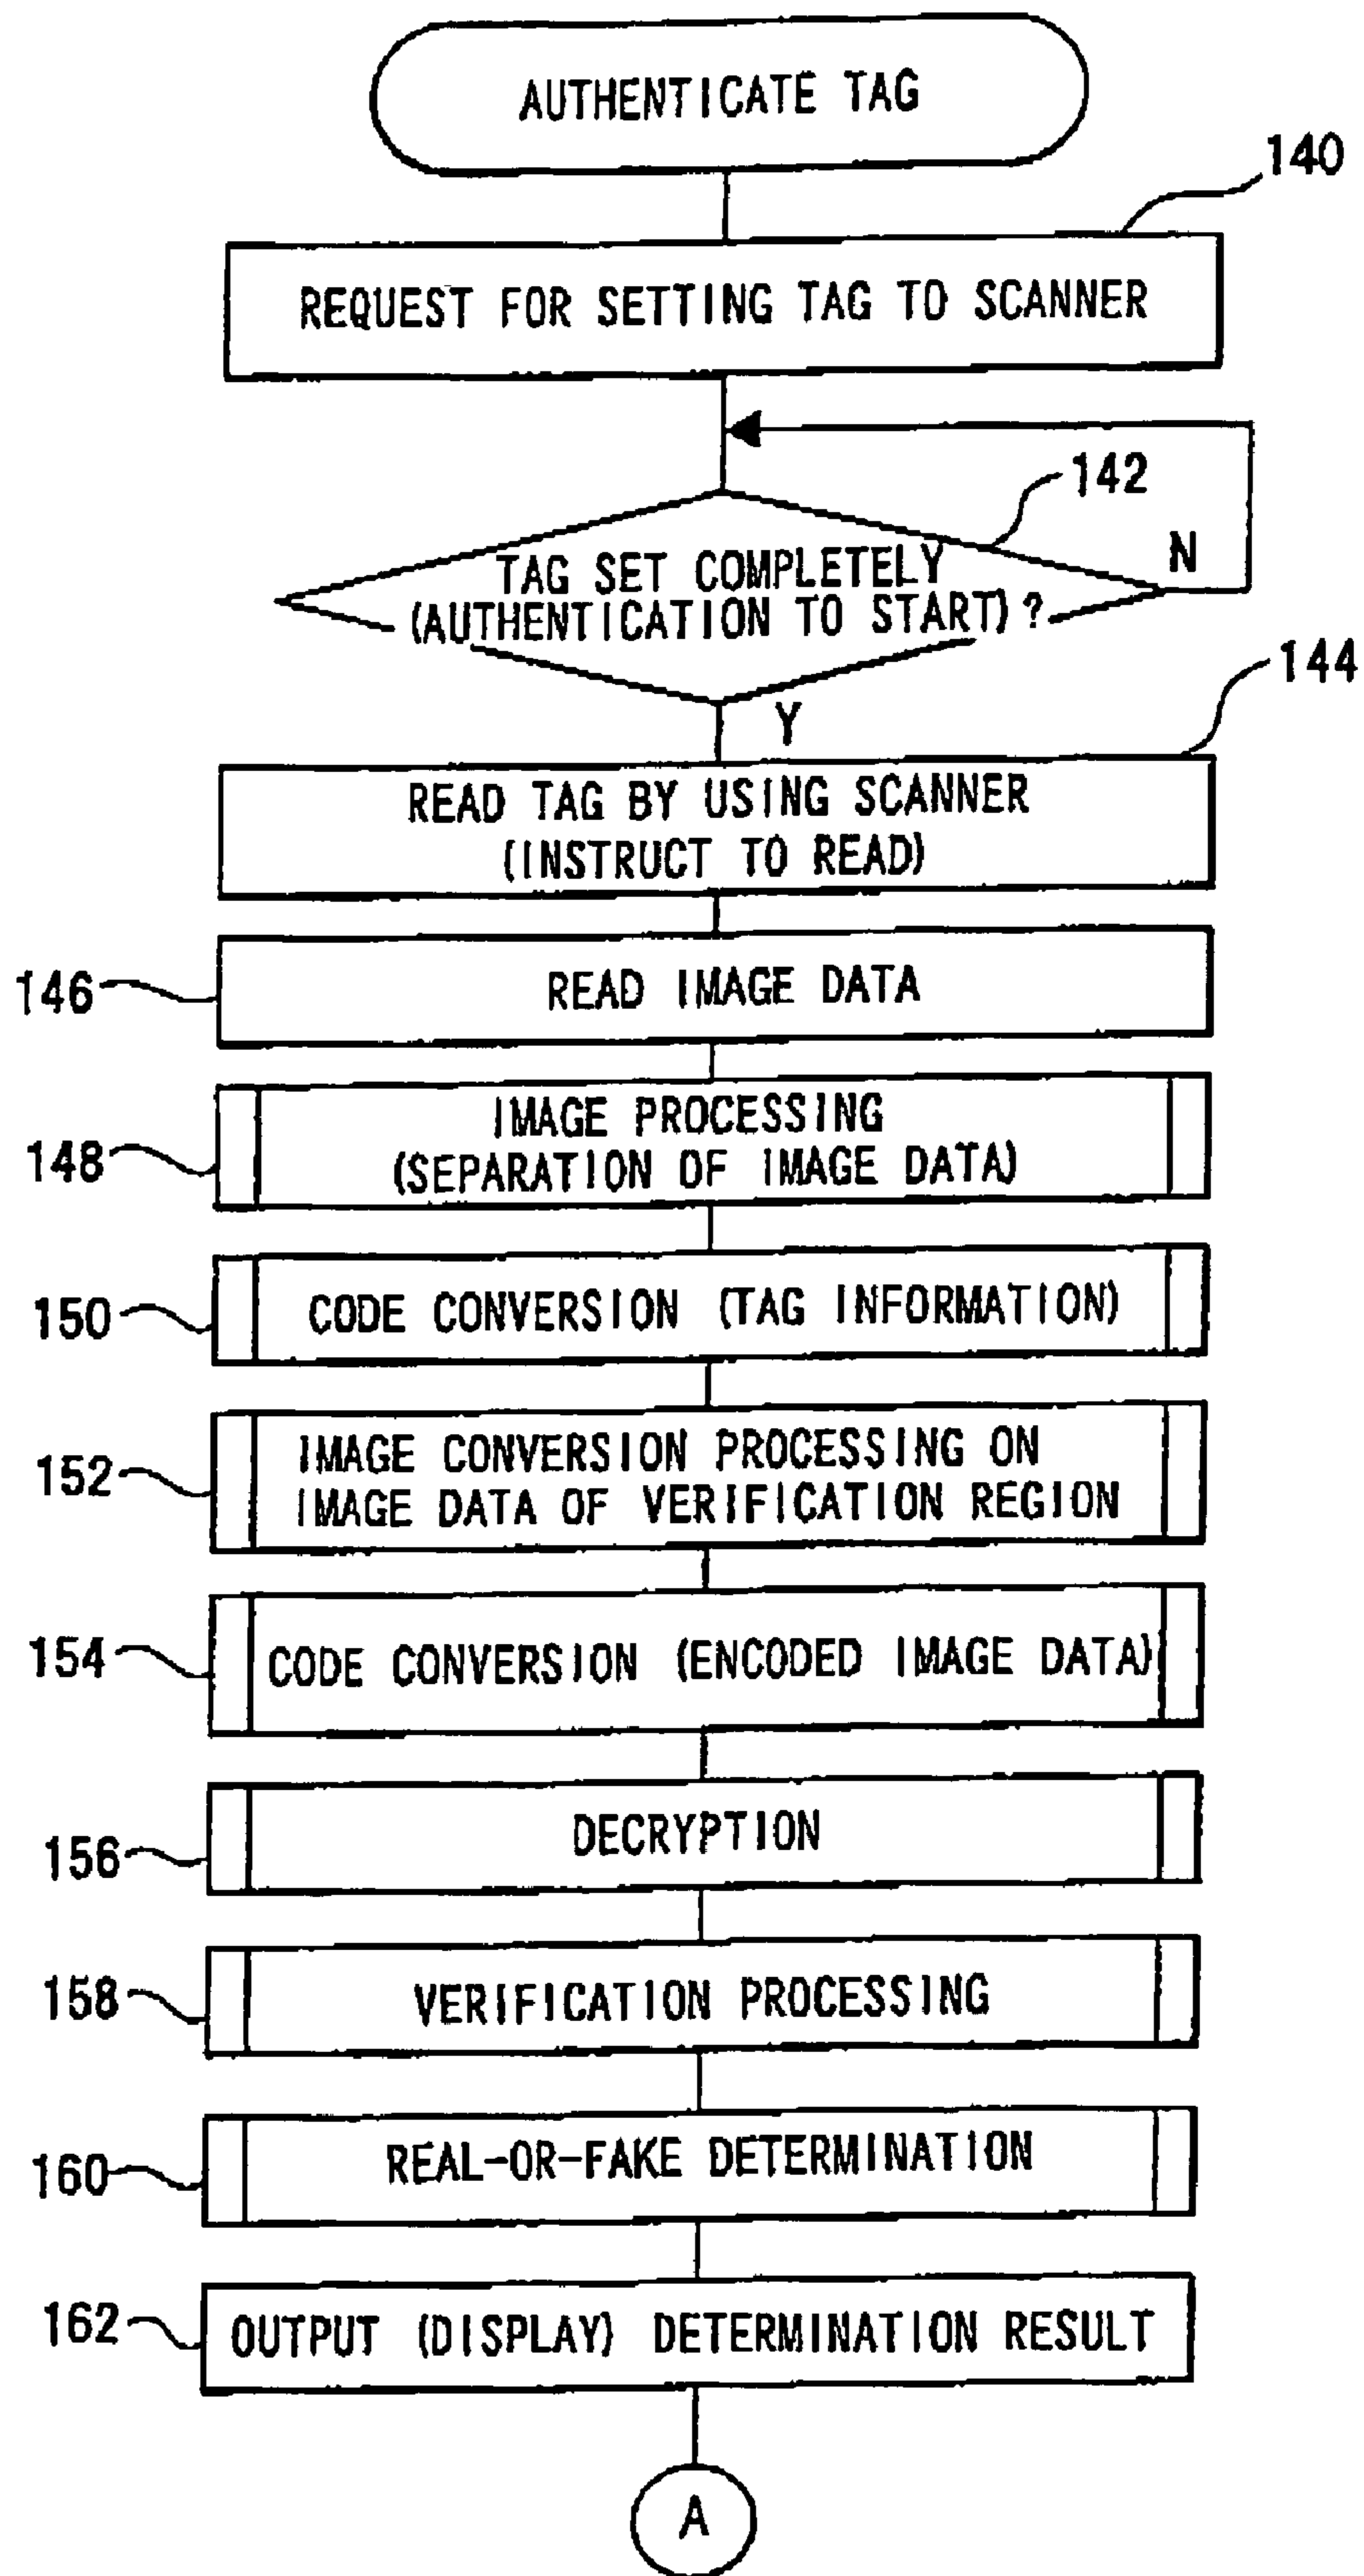 AUTHENTICATE TAG
140
REQUEST FOR SETTING TAG TO SCANNER
142
TAG SET COMPLETELY
(AUTHENTICATION TO START)?
N
Y
144
READ TAG BY USING SCANNER
(INSTRUCT TO READ)
146
READ IMAGE DATA
148
IMAGE PROCESSING
(SEPARATION OF IMAGE DATA)
150
CODE CONVERSION (TAG INFORMATION)
152
IMAGE CONVERSION PROCESSING ON
IMAGE DATA OF VERIFICATION REGION
154
CODE CONVERSION (ENCODED IMAGE DATA)
156
DECRYPTION
158
VERIFICATION PROCESSING
160
REAL-OR-FAKE DETERMINATION
162
OUTPUT (DISPLAY) DETERMINATION RESULT
A